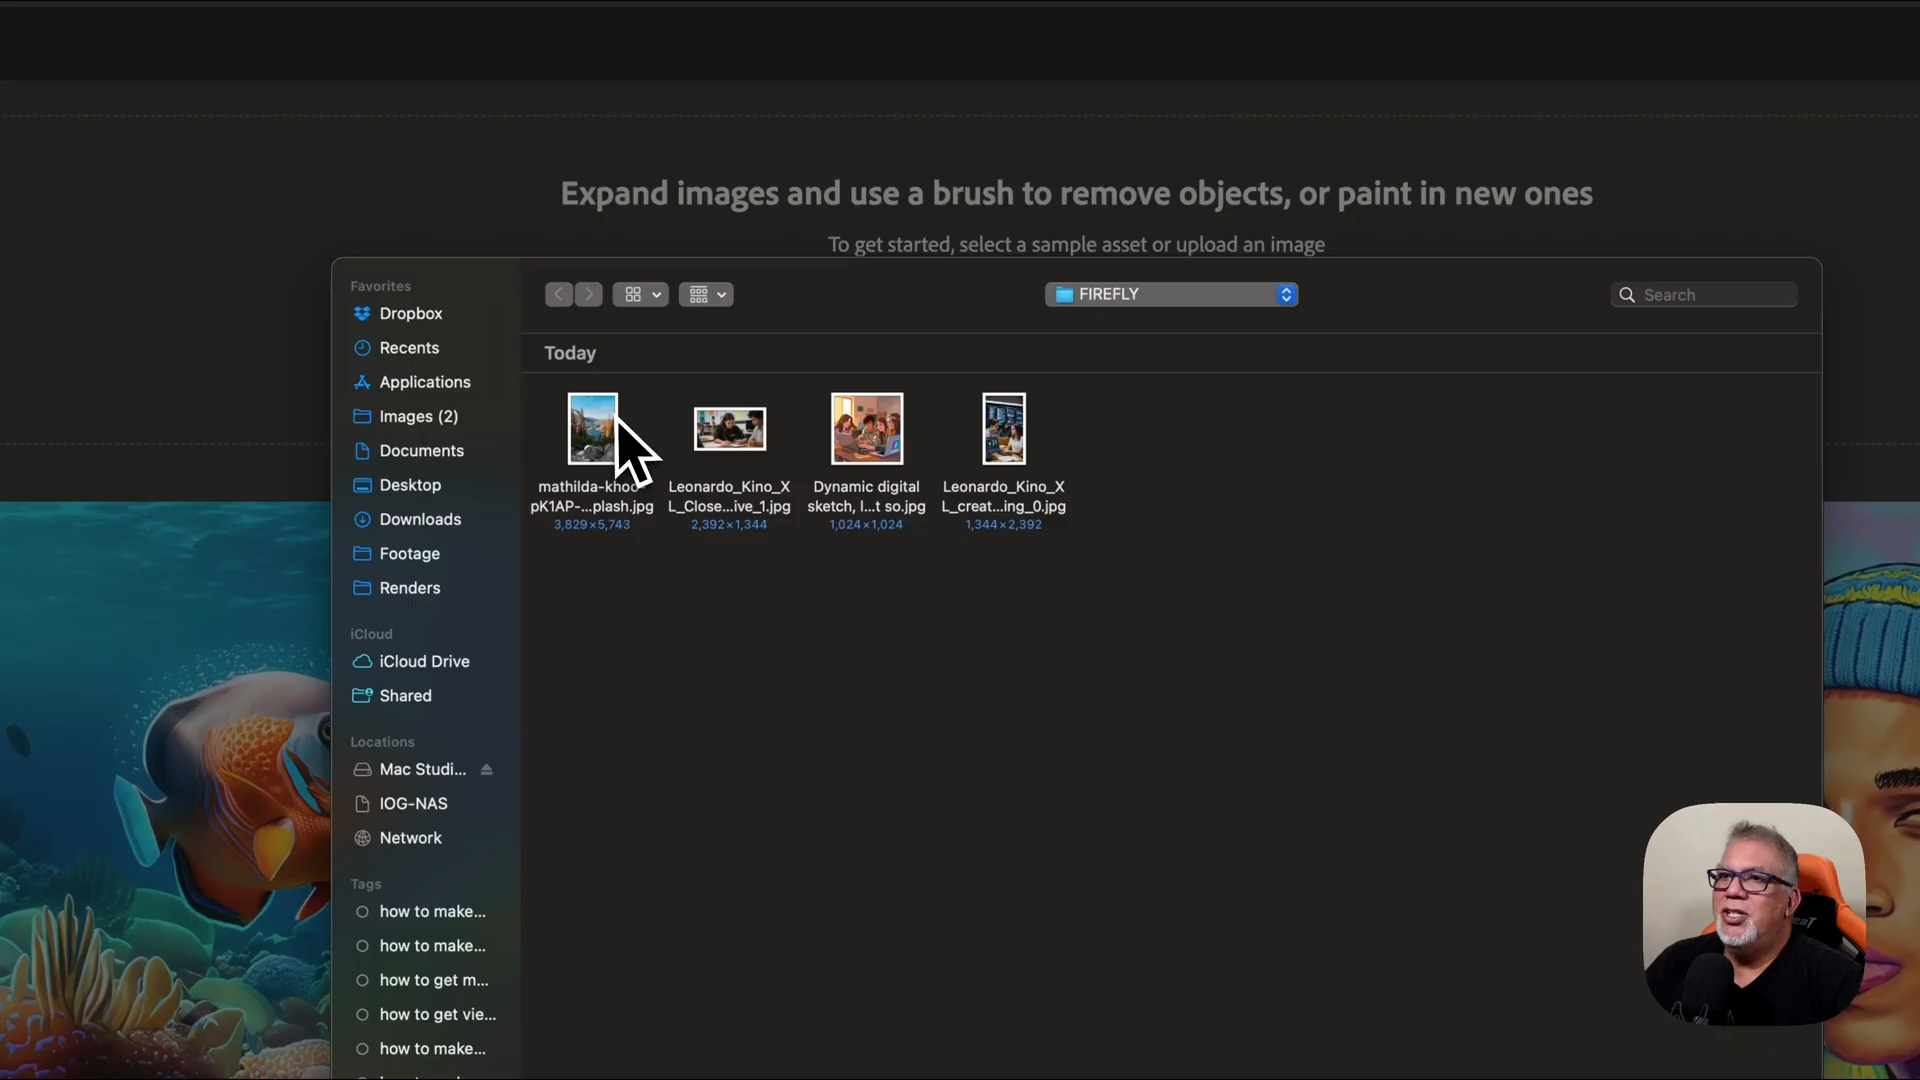 Expand images and use a brush to remove objects, or paint in new ones
To get started, select a sample asset or upload an image
Favorites
Dropbox
Recents
Applications
Images (2)
Documents
Desktop
Downloads
Footage
Renders
iCloud
iCloud Drive
Shared
Locations
Mac Studi...
IOG-NAS
Network
Tags
how to make...
how to make...
how to get m...
how to get vie...
how to make...
FIREFLY
Search
Today
mathilda-khoo-
pK1AP-...plash.jpg
3,829×5,743
Leonardo_Kino_X
L_Close...ive_1.jpg
2,392×1,344
Dynamic digital
sketch, l...t so.jpg
1,024×1,024
Leonardo_Kino_X
L_creat...ing_0.jpg
1,344×2,392